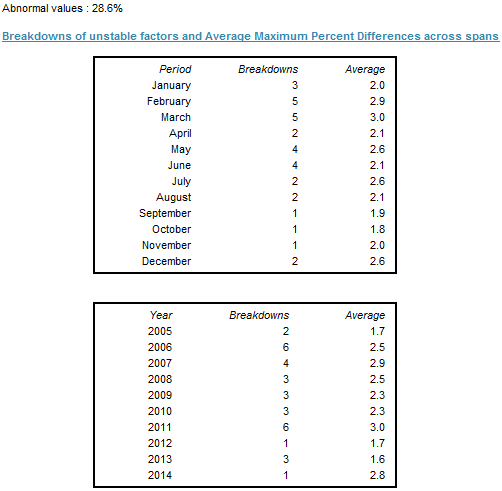 Abnormal values : 28.6%
Breakdowns of unstable factors and Average Maximum Percent Differences across spans
Period Breakdowns Average
January 3 2.0
February 5 2.9
March 5 3.0
April 2 2.1
May 4 2.6
June 4 2.1
July 2 2.6
August 2 2.1
September 1 1.9
October 1 1.8
November 1 2.0
December 2 2.6
Year Breakdowns Average
2005 2 1.7
2006 6 2.5
2007 4 2.9
2008 3 2.5
2009 3 2.3
2010 3 2.3
2011 6 3.0
2012 1 1.7
2013 3 1.6
2014 1 2.8